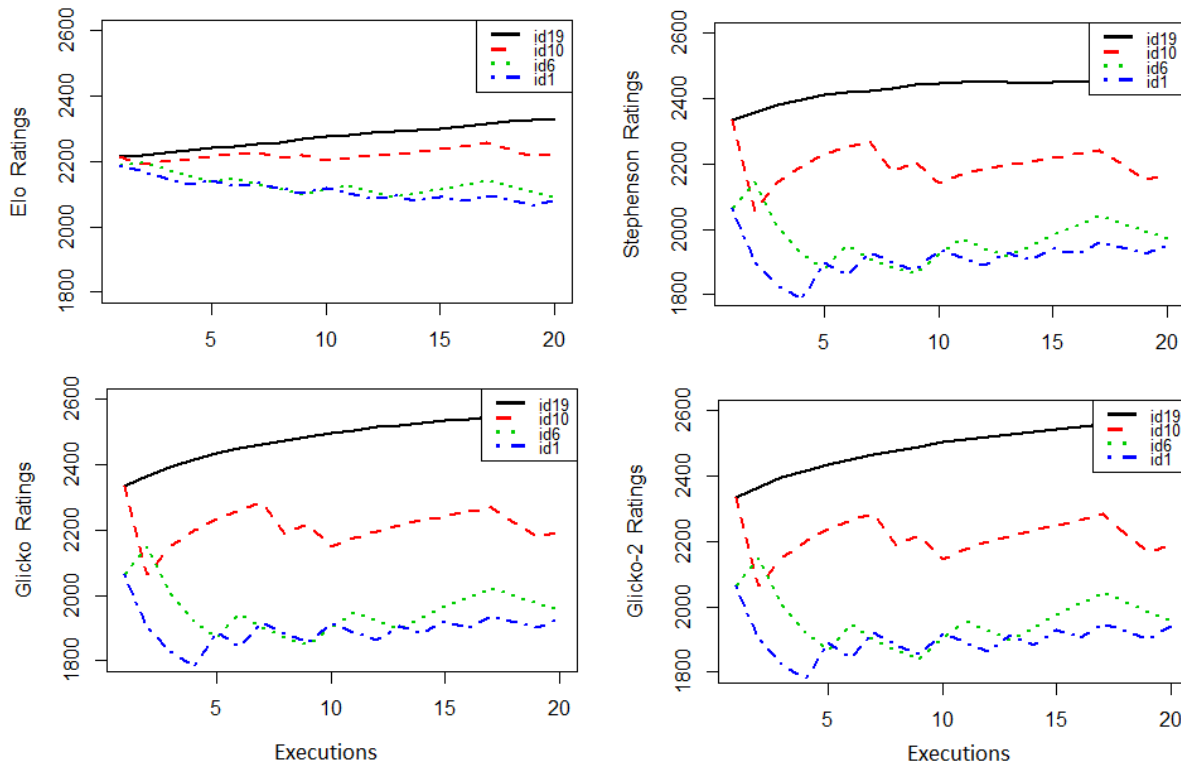 Elo Ratings
2600
2400
2200
2000
1800
id19
id10
id6
id1
5
10
15
20
Stephenson Ratings
2600
2400
2200
2000
1800
id19
id10
id6
id1
5
10
15
20
Glicko Ratings
2600
2400
2200
2000
1800
id19
id10
id6
id1
5
10
15
20
Executions
Glicko-2 Ratings
2600
2400
2200
2000
1800
id19
id10
id6
id1
5
10
15
20
Executions